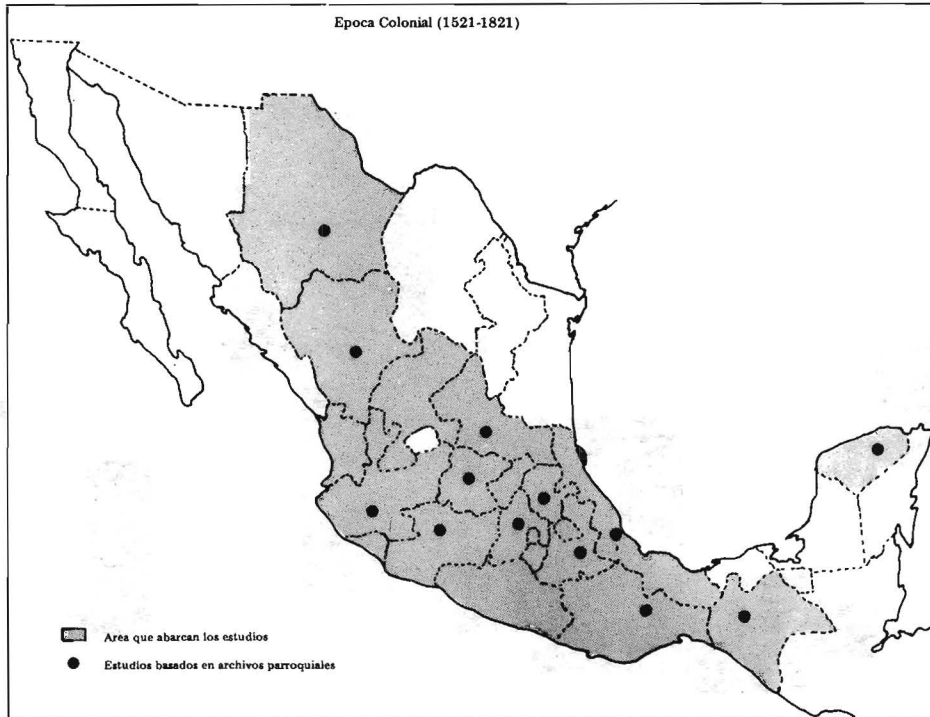 Epoca Colonial (1521-1821)
Area que abarcan los estudios
Estudios basados en archivos parroquiales